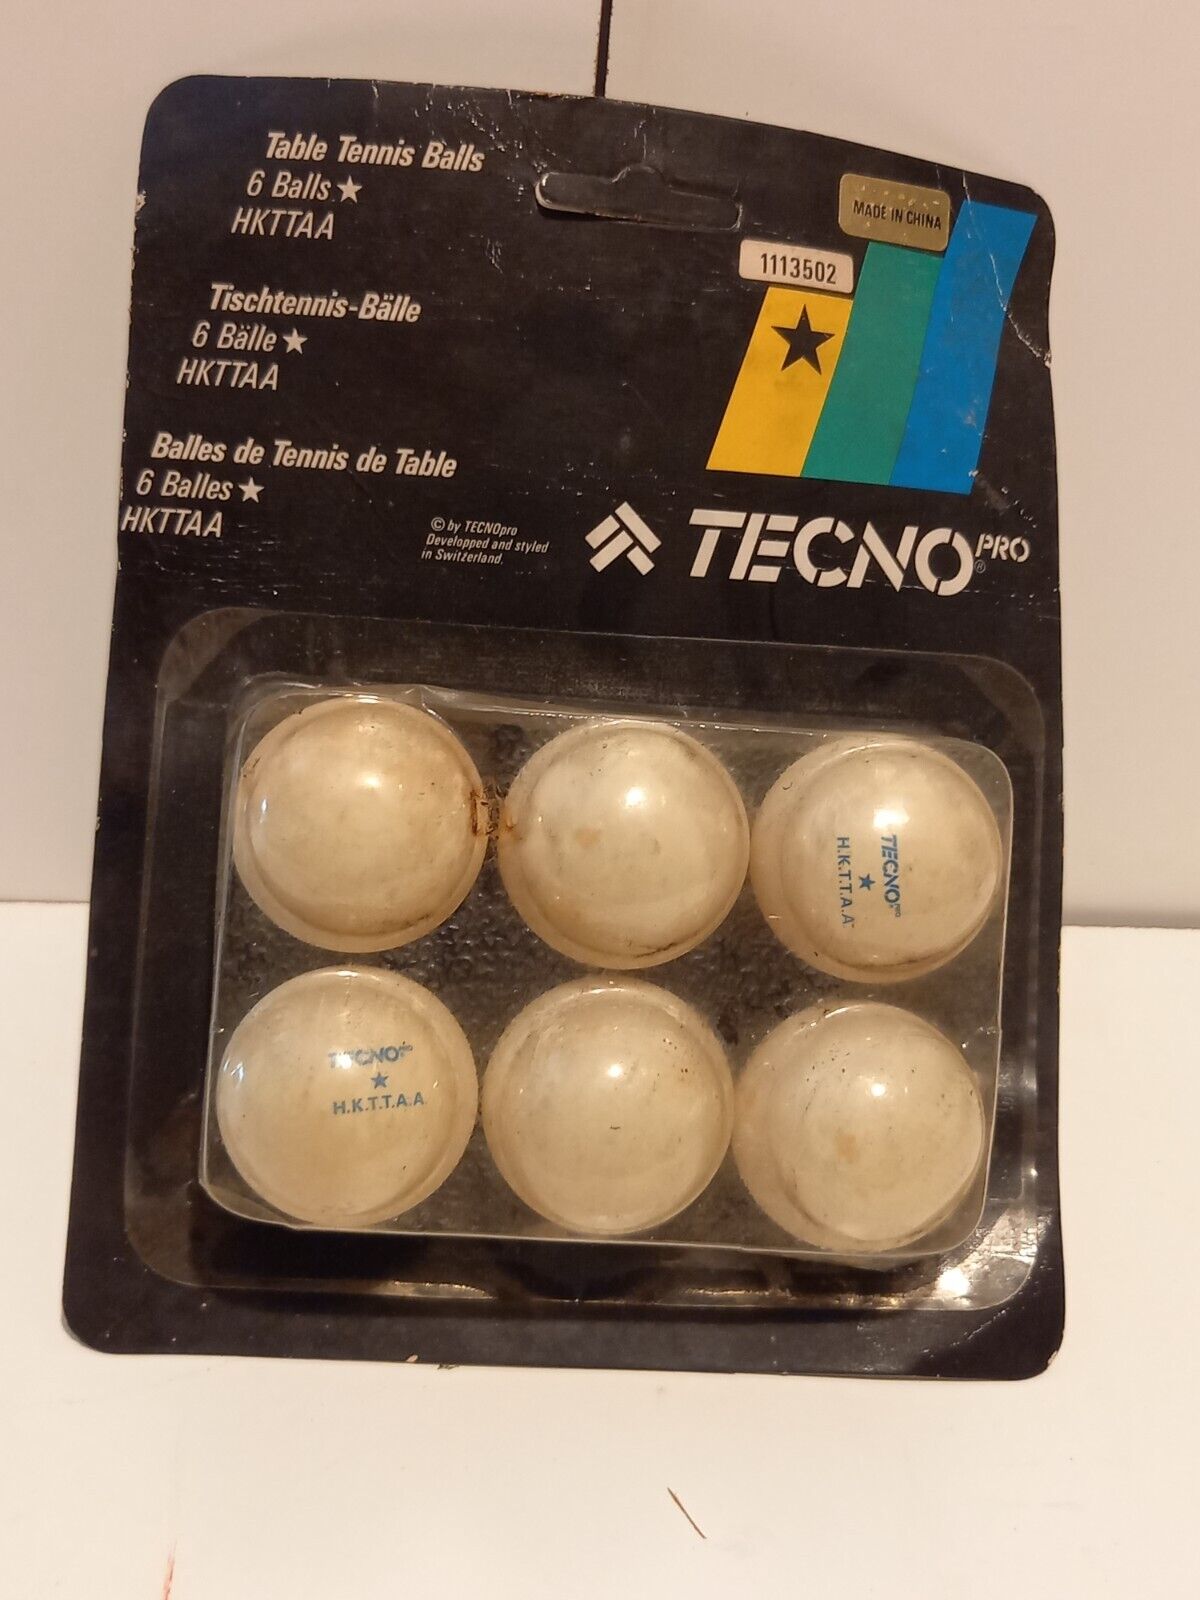 Table Tennis Balls
6 Balls ★
HKTTAA
Tischtennis-Bälle
6 Bälle ★
HKTTAA
Balles de Tennis de Table
6 Balles ★
HKTTAA
© by TECNOpro
Developped and styled
in Switzerland.
MADE IN CHINA
1113502
TECNO PRO ®
TECNO PRO
★
H.K.T.T.A.A
TECNO PRO
★
H.K.T.T.A.A.